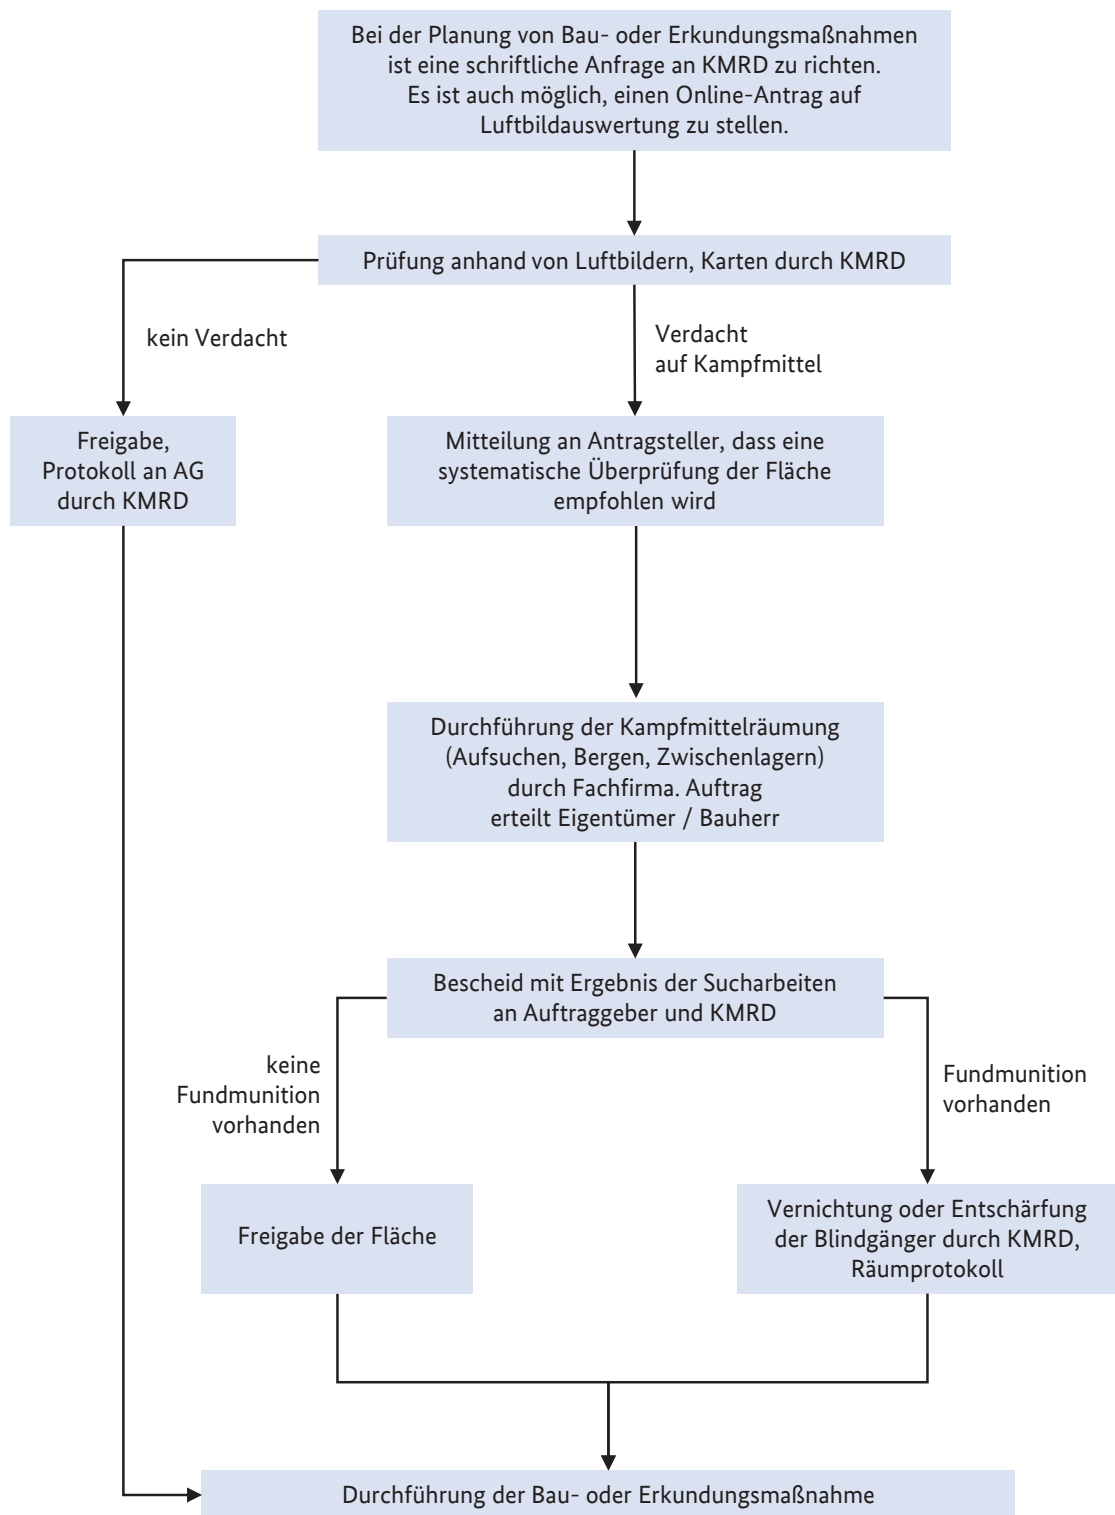 Bei der Planung von Bau- oder Erkundungsmaßnahmen
ist eine schriftliche Anfrage an KMRD zu richten.
Es ist auch möglich, einen Online-Antrag auf
Luftbildauswertung zu stellen.
Prüfung anhand von Luftbildern, Karten durch KMRD
kein Verdacht
Verdacht
auf Kampfmittel
Freigabe,
Protokoll an AG
durch KMRD
Mitteilung an Antragsteller, dass eine
systematische Überprüfung der Fläche
empfohlen wird
Durchführung der Kampfmittelräumung
(Aufsuchen, Bergen, Zwischenlagern)
durch Fachfirma. Auftrag
erteilt Eigentümer / Bauherr
Bescheid mit Ergebnis der Sucharbeiten
an Auftraggeber und KMRD
keine
Fundmunition
vorhanden
Fundmunition
vorhanden
Freigabe der Fläche
Vernichtung oder Entschärfung
der Blindgänger durch KMRD,
Räumprotokoll
Durchführung der Bau- oder Erkundungsmaßnahme